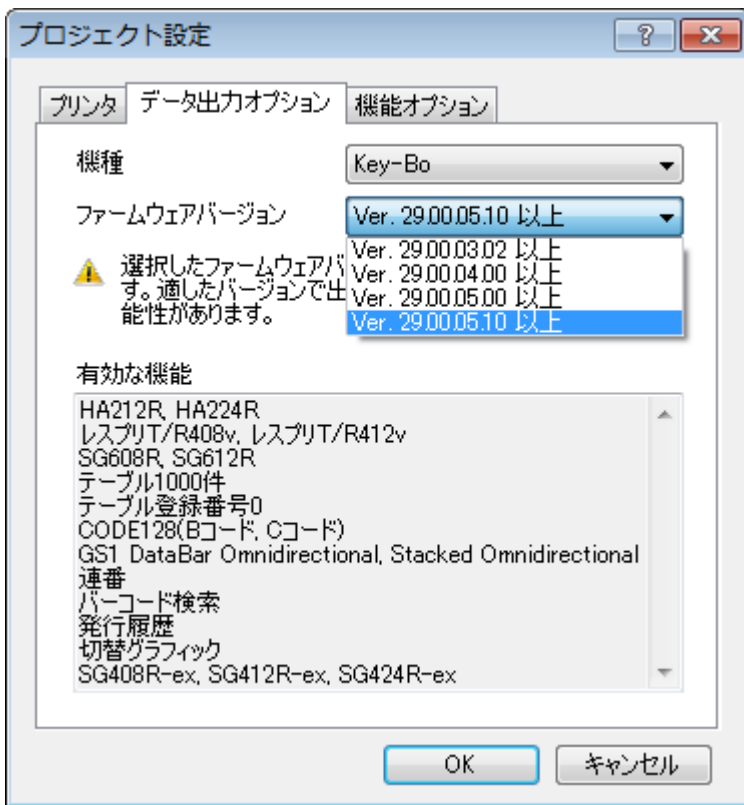 プロジェクト設定
プリンタ データ出力オプション 機能オプション
機種 Key-Bo
ファームウェアバージョン Ver. 29.00.05.10 以上
Ver. 29.00.03.02 以上
Ver. 29.00.04.00 以上
Ver. 29.00.05.00 以上
Ver. 29.00.05.10 以上
選択したファームウェアバ
す。適したバージョンで出
能性があります。
有効な機能
HA212R, HA224R
レスプリT/R408v, レスプリT/R412v
SG608R, SG612R
テーブル1000件
テーブル登録番号0
CODE128(Bコード, Cコード)
GS1 DataBar Omnidirectional, Stacked Omnidirectional
連番
バーコード検索
発行履歴
切替グラフィック
SG408R-ex, SG412R-ex, SG424R-ex
OK キャンセル